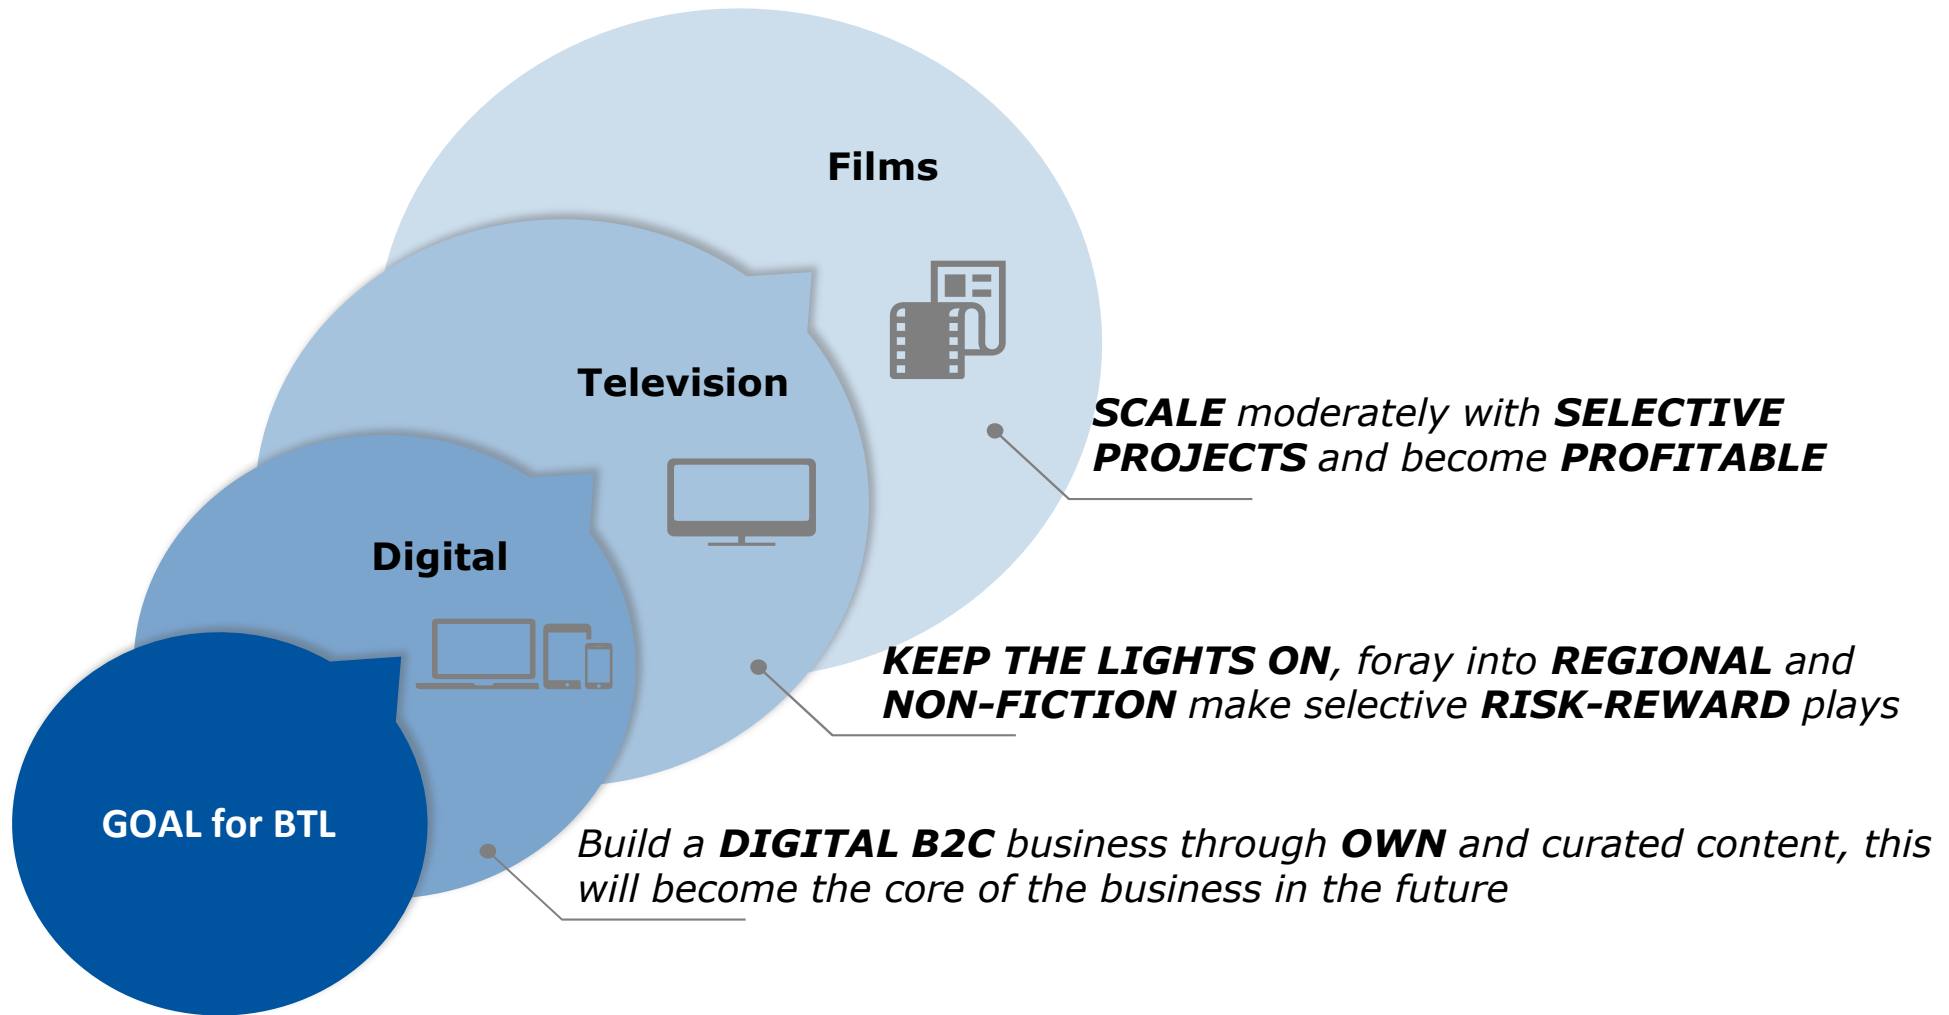 Films
SCALE moderately with SELECTIVE
PROJECTS and become PROFITABLE
Television
KEEP THE LIGHTS ON, foray into REGIONAL and
NON-FICTION make selective RISK-REWARD plays
Digital
Build a DIGITAL B2C business through OWN and curated content, this
will become the core of the business in the future
GOAL for BTL